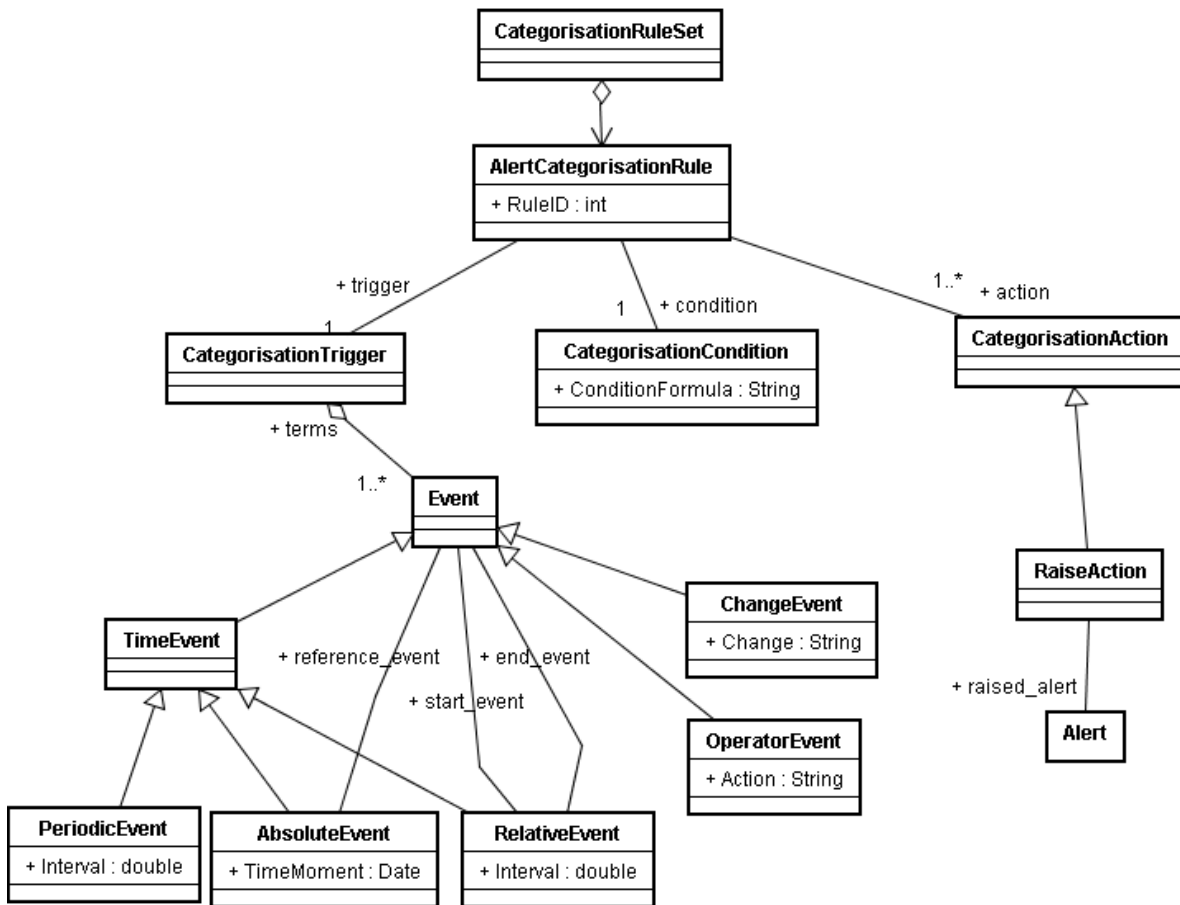 CategorisationRuleSet
AlertCategorisationRule
+ RuleID : int
+ trigger
1
+ condition
1
1..*
+ action
CategorisationTrigger
CategorisationCondition
+ ConditionFormula : String
CategorisationAction
+ terms
1..*
Event
ChangeEvent
+ Change : String
RaiseAction
TimeEvent
+ reference_event
+ end_event
+ start_event
+ raised_alert
OperatorEvent
+ Action : String
Alert
PeriodicEvent
+ Interval : double
AbsoluteEvent
+ TimeMoment : Date
RelativeEvent
+ Interval : double